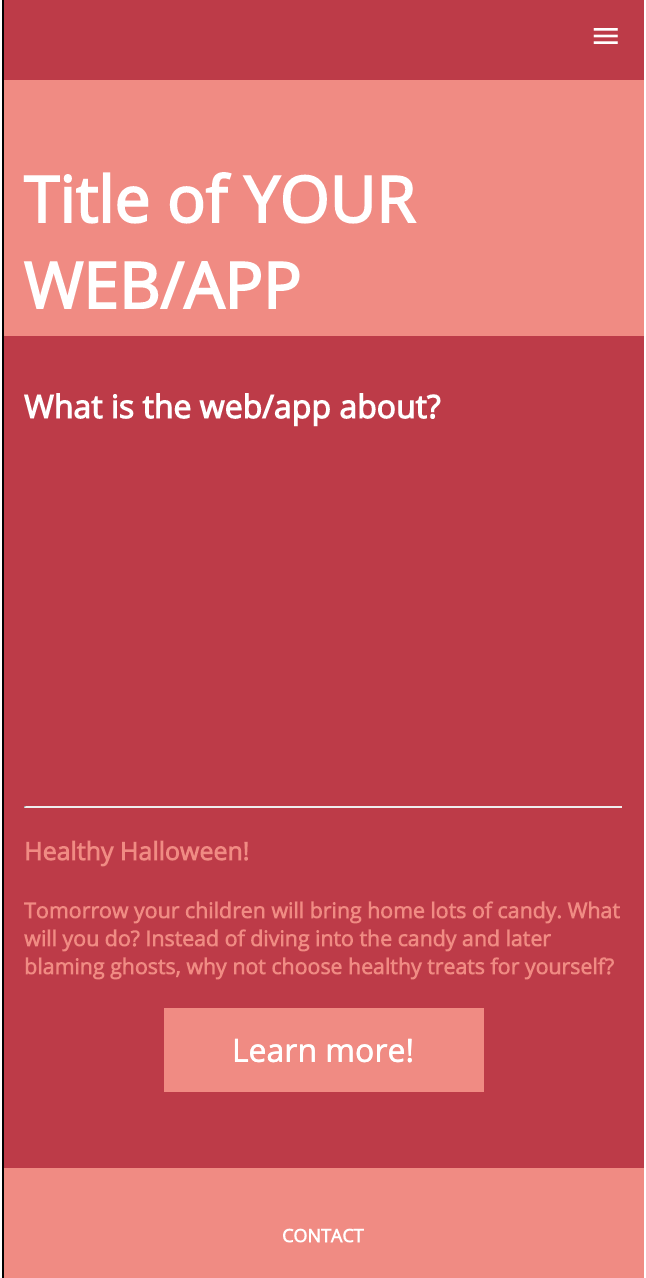 Title of YOUR
WEB/APP
What is the web/app about?
Healthy Halloween!
Tomorrow your children will bring home lots of candy. What
will you do? Instead of diving into the candy and later
blaming ghosts, why not choose healthy treats for yourself?
Learn more!
CONTACT